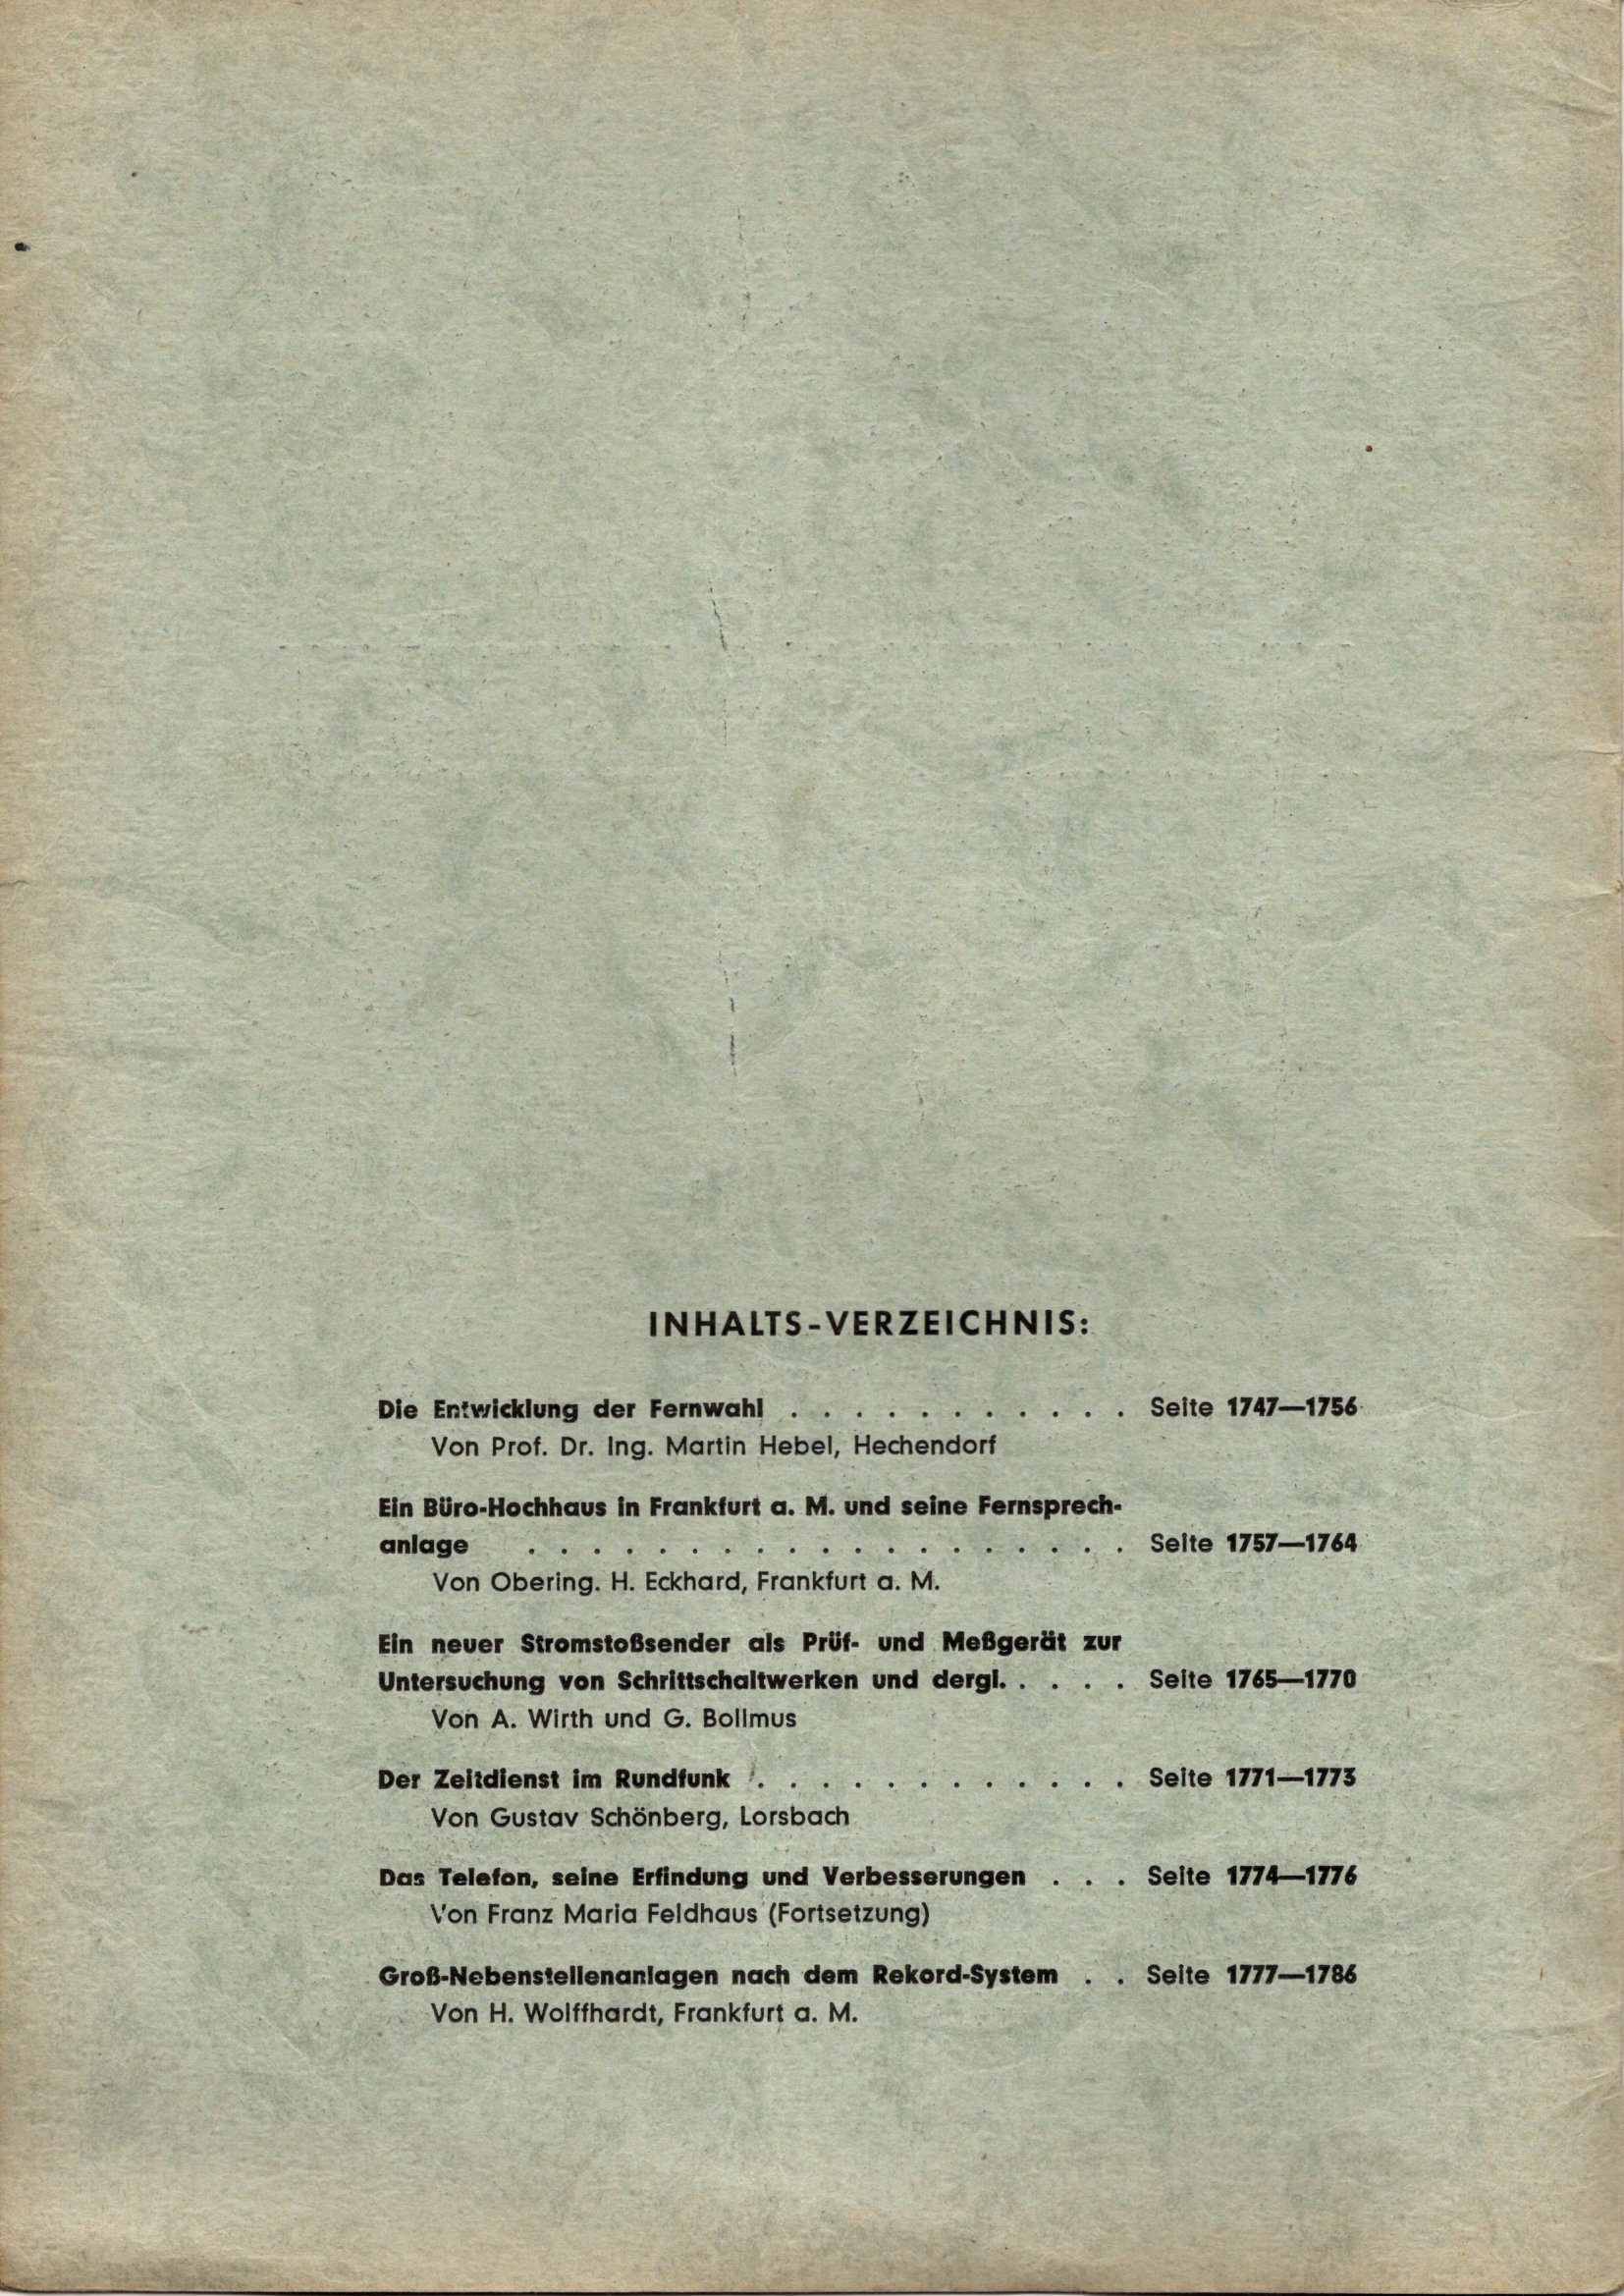 INHALTS-VERZEICHNIS:
Die Entwicklung der Fernwahl . . . . . . . . . . . Seite 1747—1756
Von Prof. Dr. Ing. Martin Hebel, Hechendorf
Ein Büro-Hochhaus in Frankfurt a. M. und seine Fernsprech-
anlage . . . . . . . . . . . . . . . . . . . Seite 1757—1764
Von Obering. H. Eckhard, Frankfurt a. M.
Ein neuer Stromstoßsender als Prüf- und Meßgerät zur
Untersuchung von Schrittschaltwerken und dergl. . . . . Seite 1765—1770
Von A. Wirth und G. Bollmus
Der Zeitdienst im Rundfunk . . . . . . . . . . . . Seite 1771—1773
Von Gustav Schönberg, Lorsbach
Das Telefon, seine Erfindung und Verbesserungen . . . Seite 1774—1776
Von Franz Maria Feldhaus (Fortsetzung)
Groß-Nebenstellenanlagen nach dem Rekord-System . . Seite 1777—1786
Von H. Wolffhardt, Frankfurt a. M.